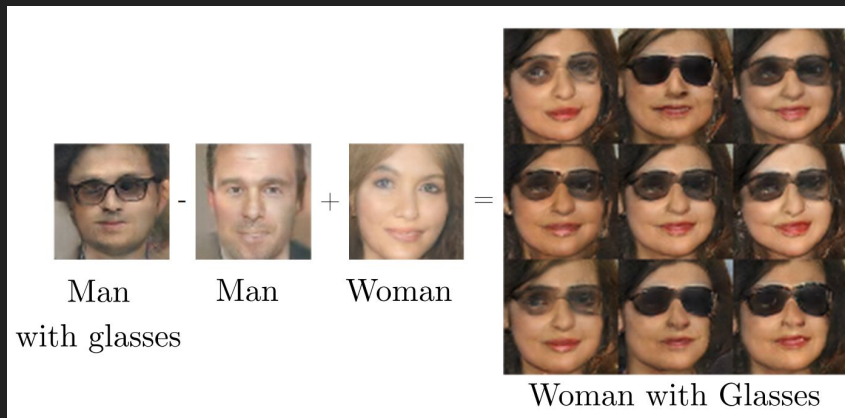 - + =
Man
with glasses
Man
Woman
Woman with Glasses